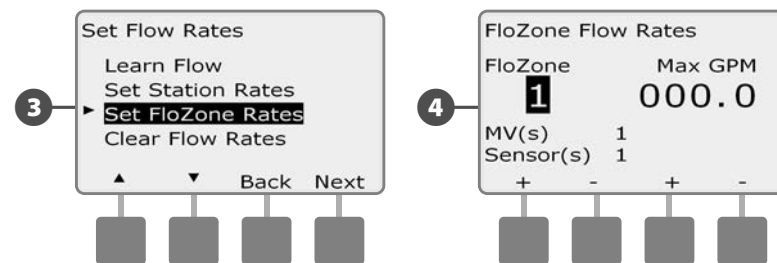 3
Set Flow Rates
Learn Flow
Set Station Rates
► Set FloZone Rates
Clear Flow Rates
▲ ▼ Back Next
4
FloZone Flow Rates
FloZone Max GPM
1 000.0
MV(s) 1
Sensor(s) 1
+ - + -